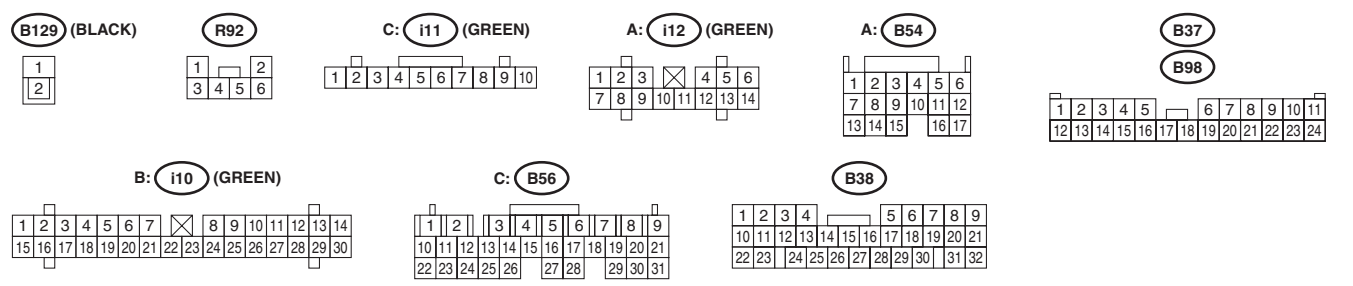 B129 (BLACK)
1
2
R92
1 2
3 4 5 6
C: i11 (GREEN)
1 2 3 4 5 6 7 8 9 10
A: i12 (GREEN)
1 2 3 4 5 6
7 8 9 10 11 12 13 14
A: B54
1 2 3 4 5 6
7 8 9 10 11 12
13 14 15 16 17
B37
B98
1 2 3 4 5 6 7 8 9 10 11
12 13 14 15 16 17 18 19 20 21 22 23 24
B: i10 (GREEN)
1 2 3 4 5 6 7 8 9 10 11 12 13 14
15 16 17 18 19 20 21 22 23 24 25 26 27 28 29 30
C: B56
1 2 3 4 5 6 7 8 9
10 11 12 13 14 15 16 17 18 19 20 21
22 23 24 25 26 27 28 29 30 31
B38
1 2 3 4 5 6 7 8 9
10 11 12 13 14 15 16 17 18 19 20 21
22 23 24 25 26 27 28 29 30 31 32